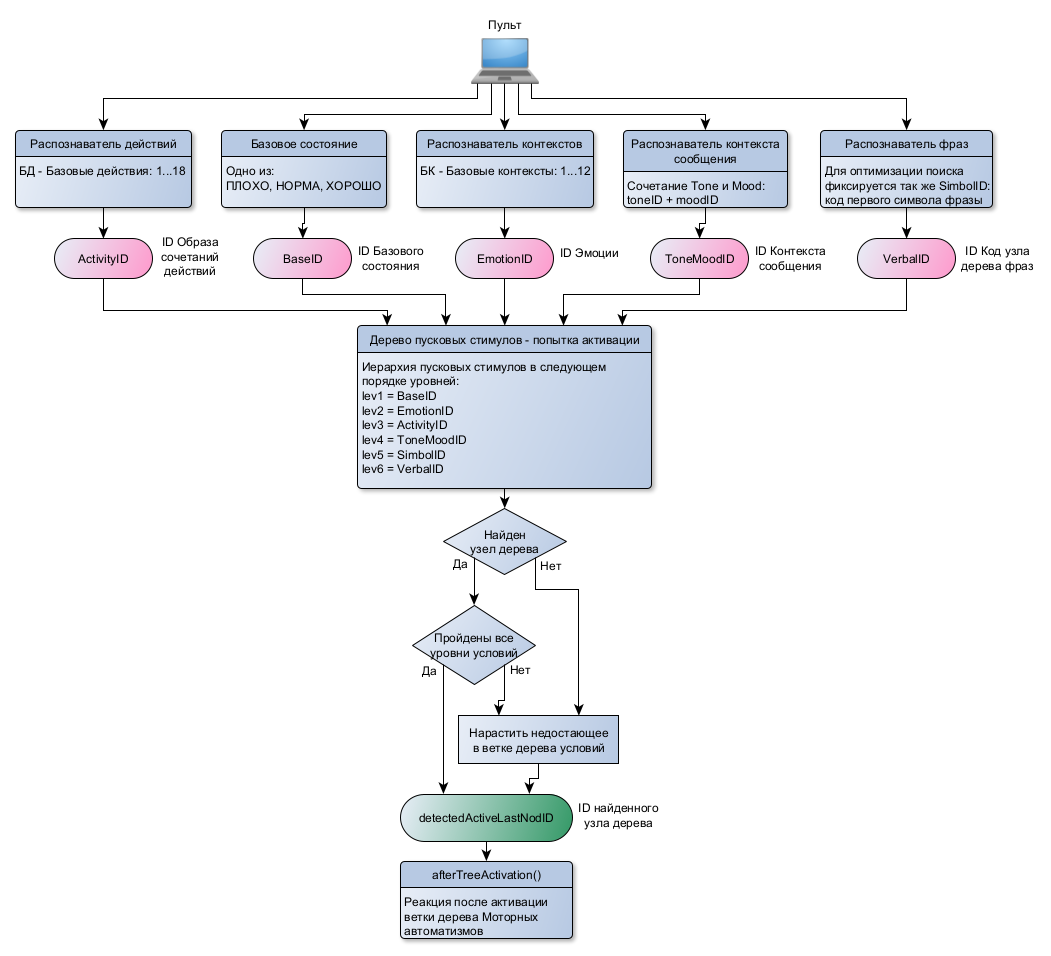 Пульт
Распознаватель действий
БД - Базовые действия: 1...18
Базовое состояние
Одно из:
ПЛОХО, НОРМА, ХОРОШО
Распознаватель контекстов
БК - Базовые контексты: 1...12
Распознаватель контекста
сообщения
Сочетание Tone и Mood:
toneID + moodID
Распознаватель фраз
Для оптимизации поиска
фиксируется так же SimbolID:
код первого символа фразы
ActivityID
ID Образа
сочетаний
действий
BaseID
ID Базового
состояния
EmotionID
ID Эмоции
ToneMoodID
ID Контекста
сообщения
VerbalID
ID Код узла
дерева фраз
Дерево пусковых стимулов - попытка активации
Иерархия пусковых стимулов в следующем
порядке уровней:
lev1 = BaseID
lev2 = EmotionID
lev3 = ActivityID
lev4 = ToneMoodID
lev5 = SimbolID
lev6 = VerbalID
Найден
узел дерева
Да
Нет
Пройдены все
уровни условий
Да
Нет
Нарастить недостающее
в ветке дерева условий
detectedActiveLastNodID
ID найденного
узла дерева
afterTreeActivation()
Реакция после активации
ветки дерева Моторных
автоматизмов